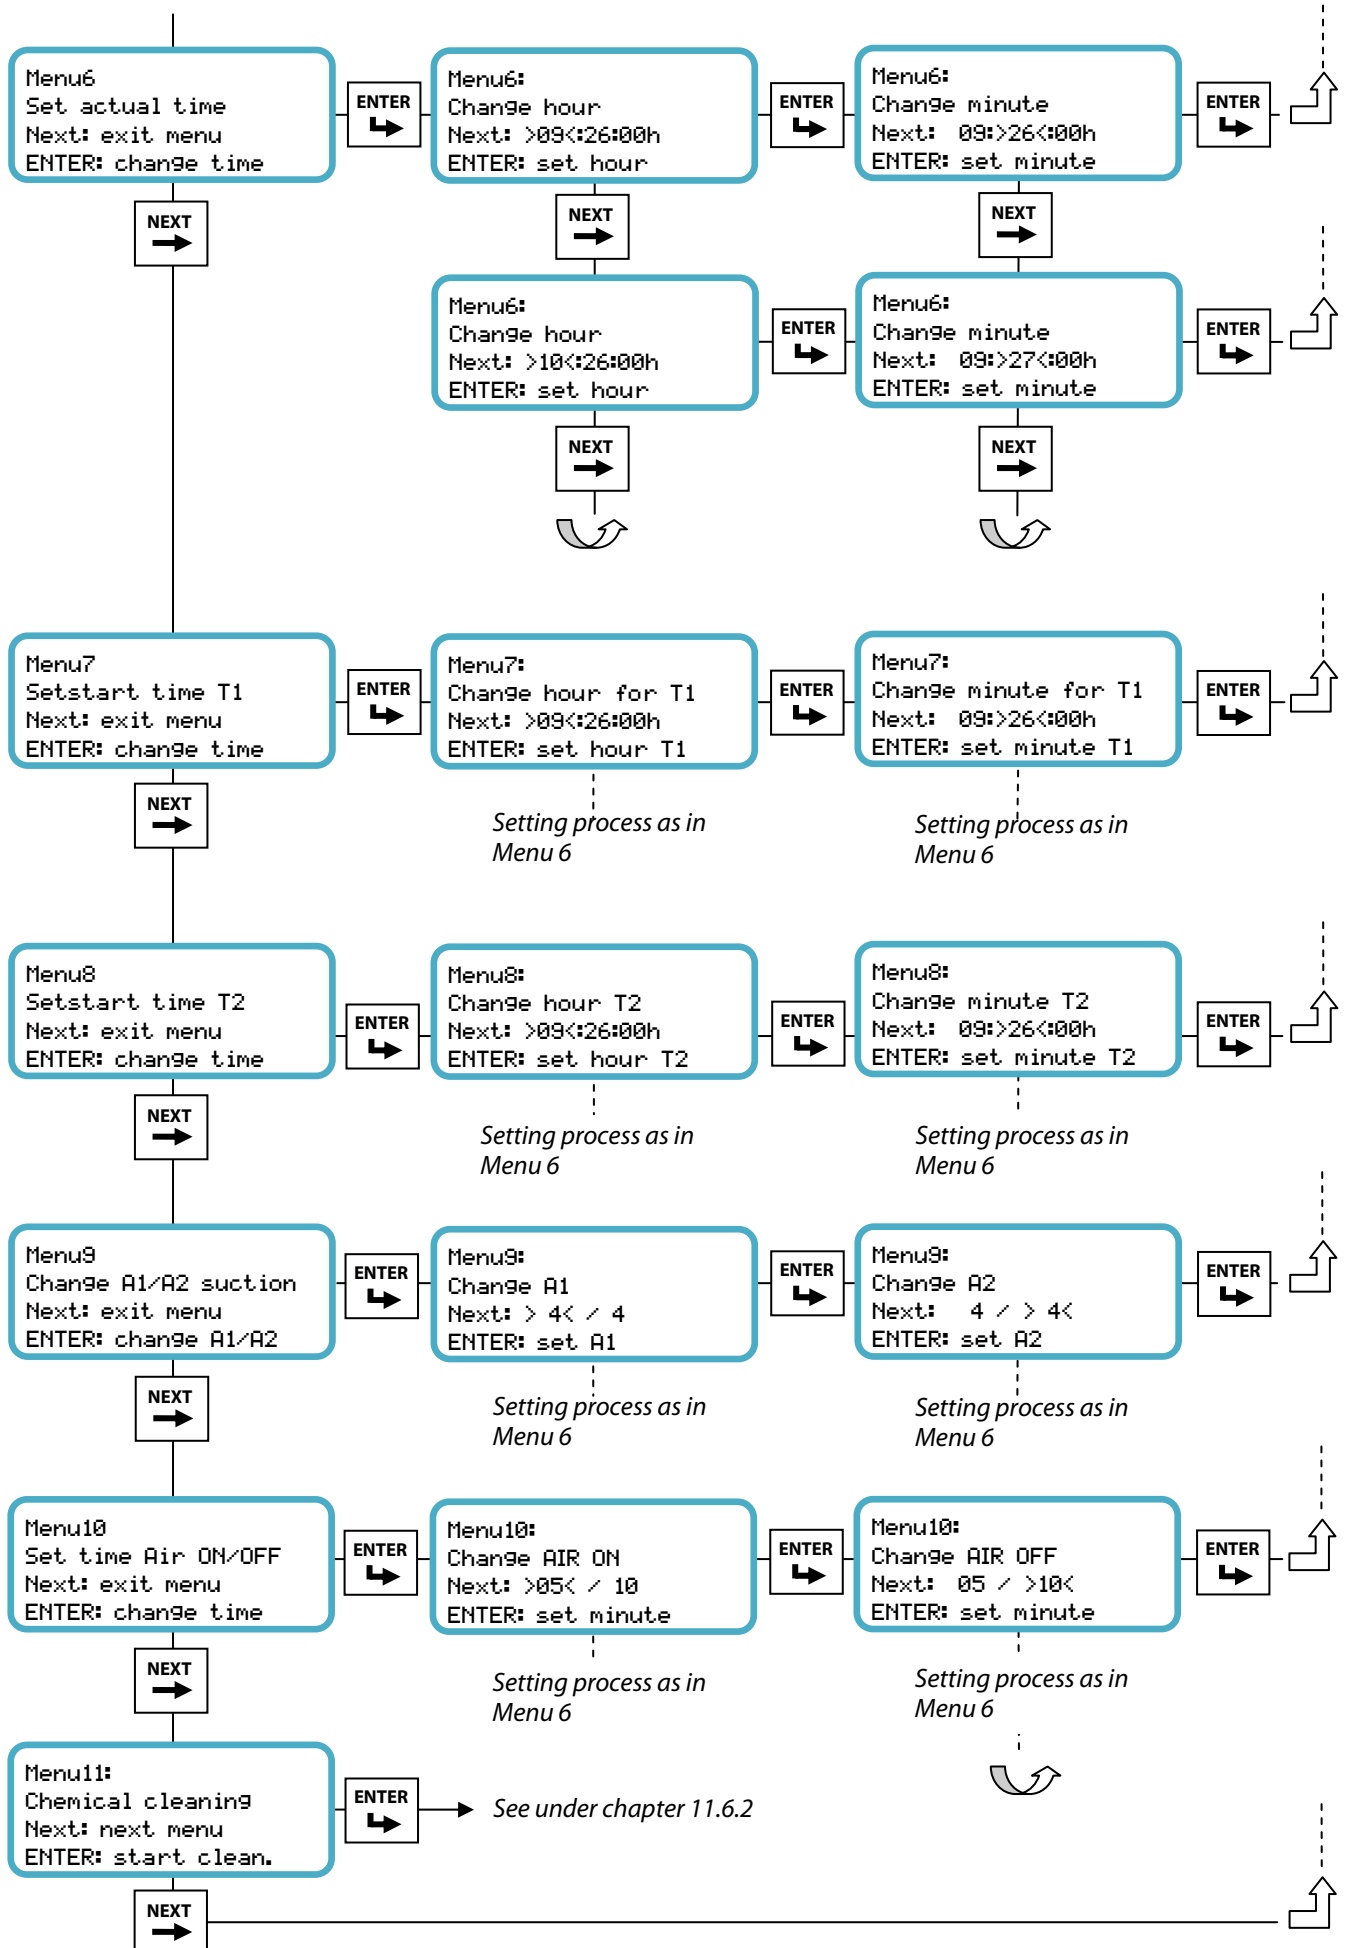 Menu6
Set actual time
Next: exit menu
ENTER: change time
ENTER
Menu6:
Change hour
Next: >09<:26:00h
ENTER: set hour
ENTER
Menu6:
Change minute
Next:  09:>26<:00h
ENTER: set minute
ENTER
NEXT
NEXT
NEXT
Menu6:
Change hour
Next: >10<:26:00h
ENTER: set hour
ENTER
Menu6:
Change minute
Next:  09:>27<:00h
ENTER: set minute
ENTER
NEXT
NEXT
Menu7
Setstart time T1
Next: exit menu
ENTER: change time
ENTER
Menu7:
Change hour for T1
Next: >09<:26:00h
ENTER: set hour T1
ENTER
Menu7:
Change minute for T1
Next:  09:>26<:00h
ENTER: set minute T1
ENTER
NEXT
Setting process as in
Menu 6
Setting process as in
Menu 6
Menu8
Setstart time T2
Next: exit menu
ENTER: change time
ENTER
Menu8:
Change hour T2
Next: >09<:26:00h
ENTER: set hour T2
ENTER
Menu8:
Change minute T2
Next:  09:>26<:00h
ENTER: set minute T2
ENTER
NEXT
Setting process as in
Menu 6
Setting process as in
Menu 6
Menu9
Change A1/A2 suction
Next: exit menu
ENTER: change A1/A2
ENTER
Menu9:
Change A1
Next: > 4< / 4
ENTER: set A1
ENTER
Menu9:
Change A2
Next:   4 / > 4<
ENTER: set A2
ENTER
NEXT
Setting process as in
Menu 6
Setting process as in
Menu 6
Menu10
Set time Air ON/OFF
Next: exit menu
ENTER: change time
ENTER
Menu10:
Change AIR ON
Next: >05< / 10
ENTER: set minute
ENTER
Menu10:
Change AIR OFF
Next:  05 / >10<
ENTER: set minute
ENTER
NEXT
Setting process as in
Menu 6
Setting process as in
Menu 6
Menu11:
Chemical cleaning
Next: next menu
ENTER: start clean.
ENTER
See under chapter 11.6.2
NEXT